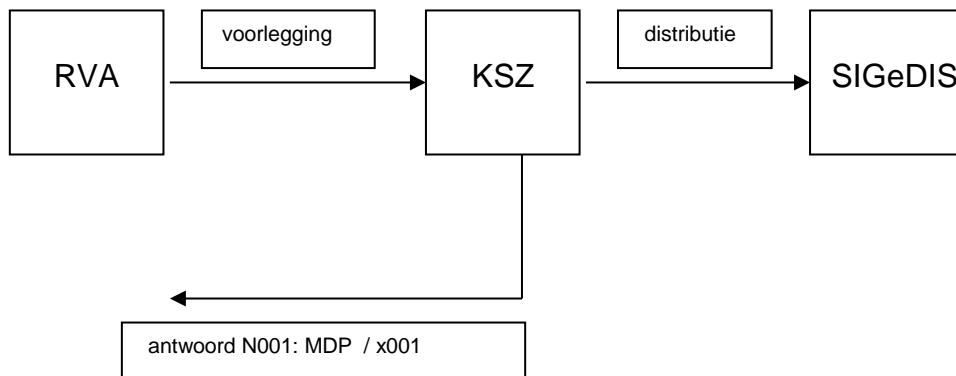 voorlegging
distributie
RVA
KSZ
SIGeDIS
antwoord N001: MDP / x001